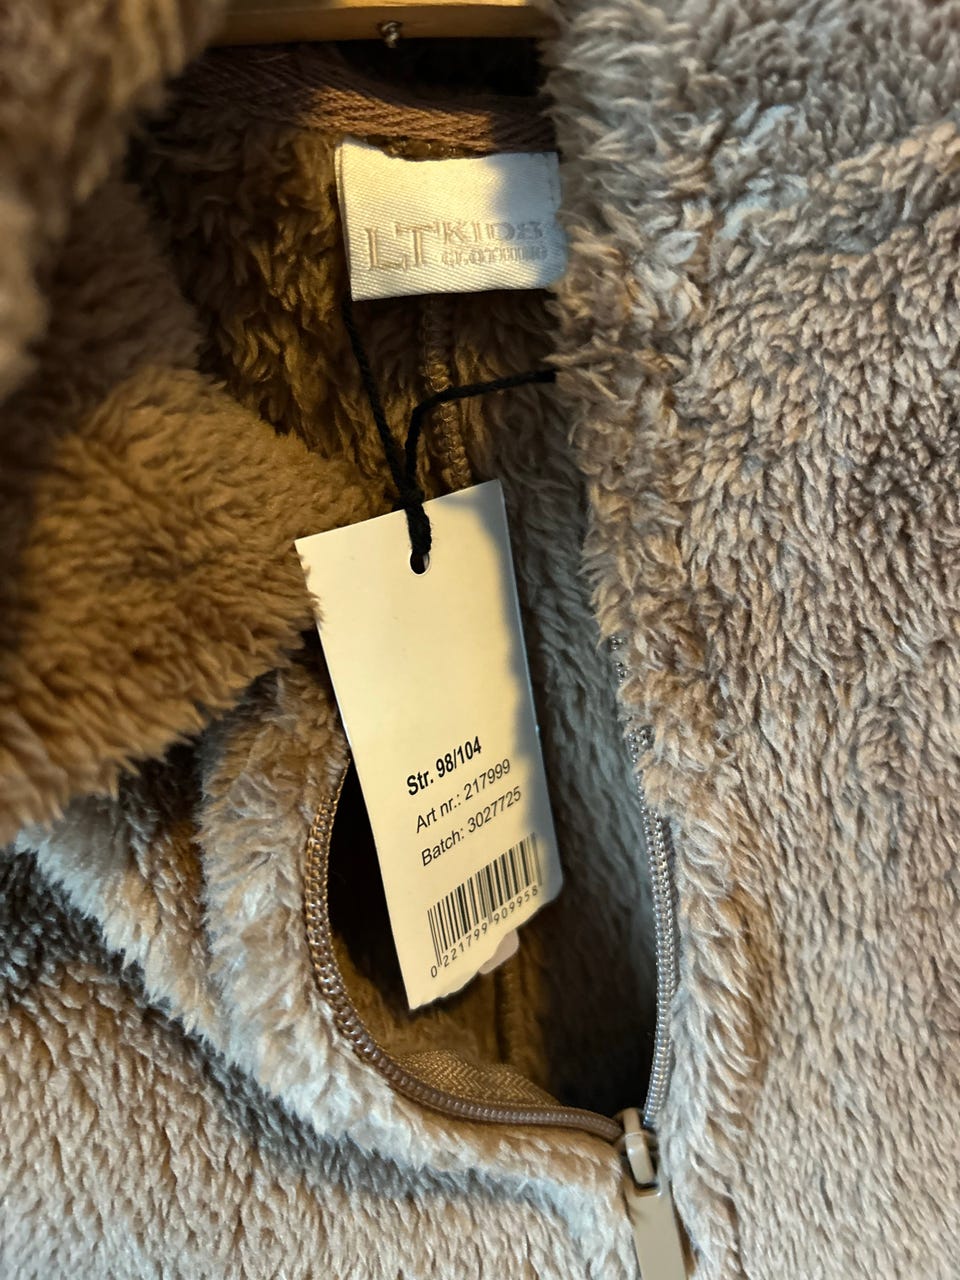 LT KIDS
CLOTHING
Str. 98/104
Art nr.: 217999
Batch: 3027725
0 221799 909958